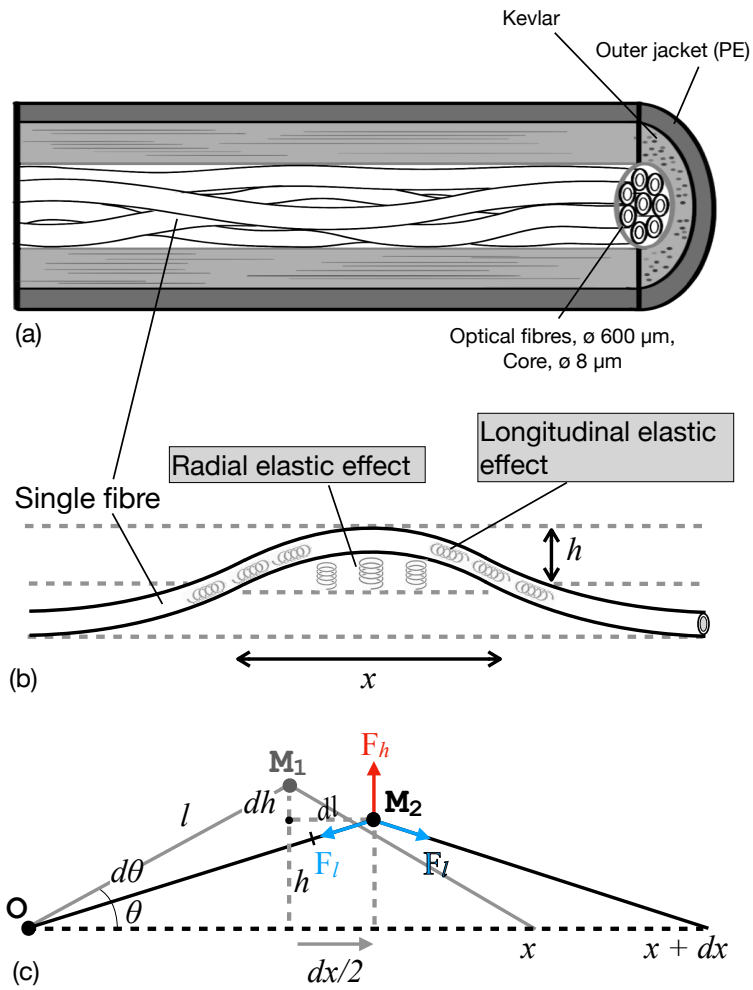 Kevlar
Outer jacket (PE)
(a)
Optical fibres, ø 600 µm,
Core, ø 8 µm
Longitudinal elastic
effect
Radial elastic effect
Single fibre
h
x
(b)
F_h
M₁
M₂
dh
dl
l
F_l
F_l
h
dθ
θ
O
x
x + dx
dx/2
(c)